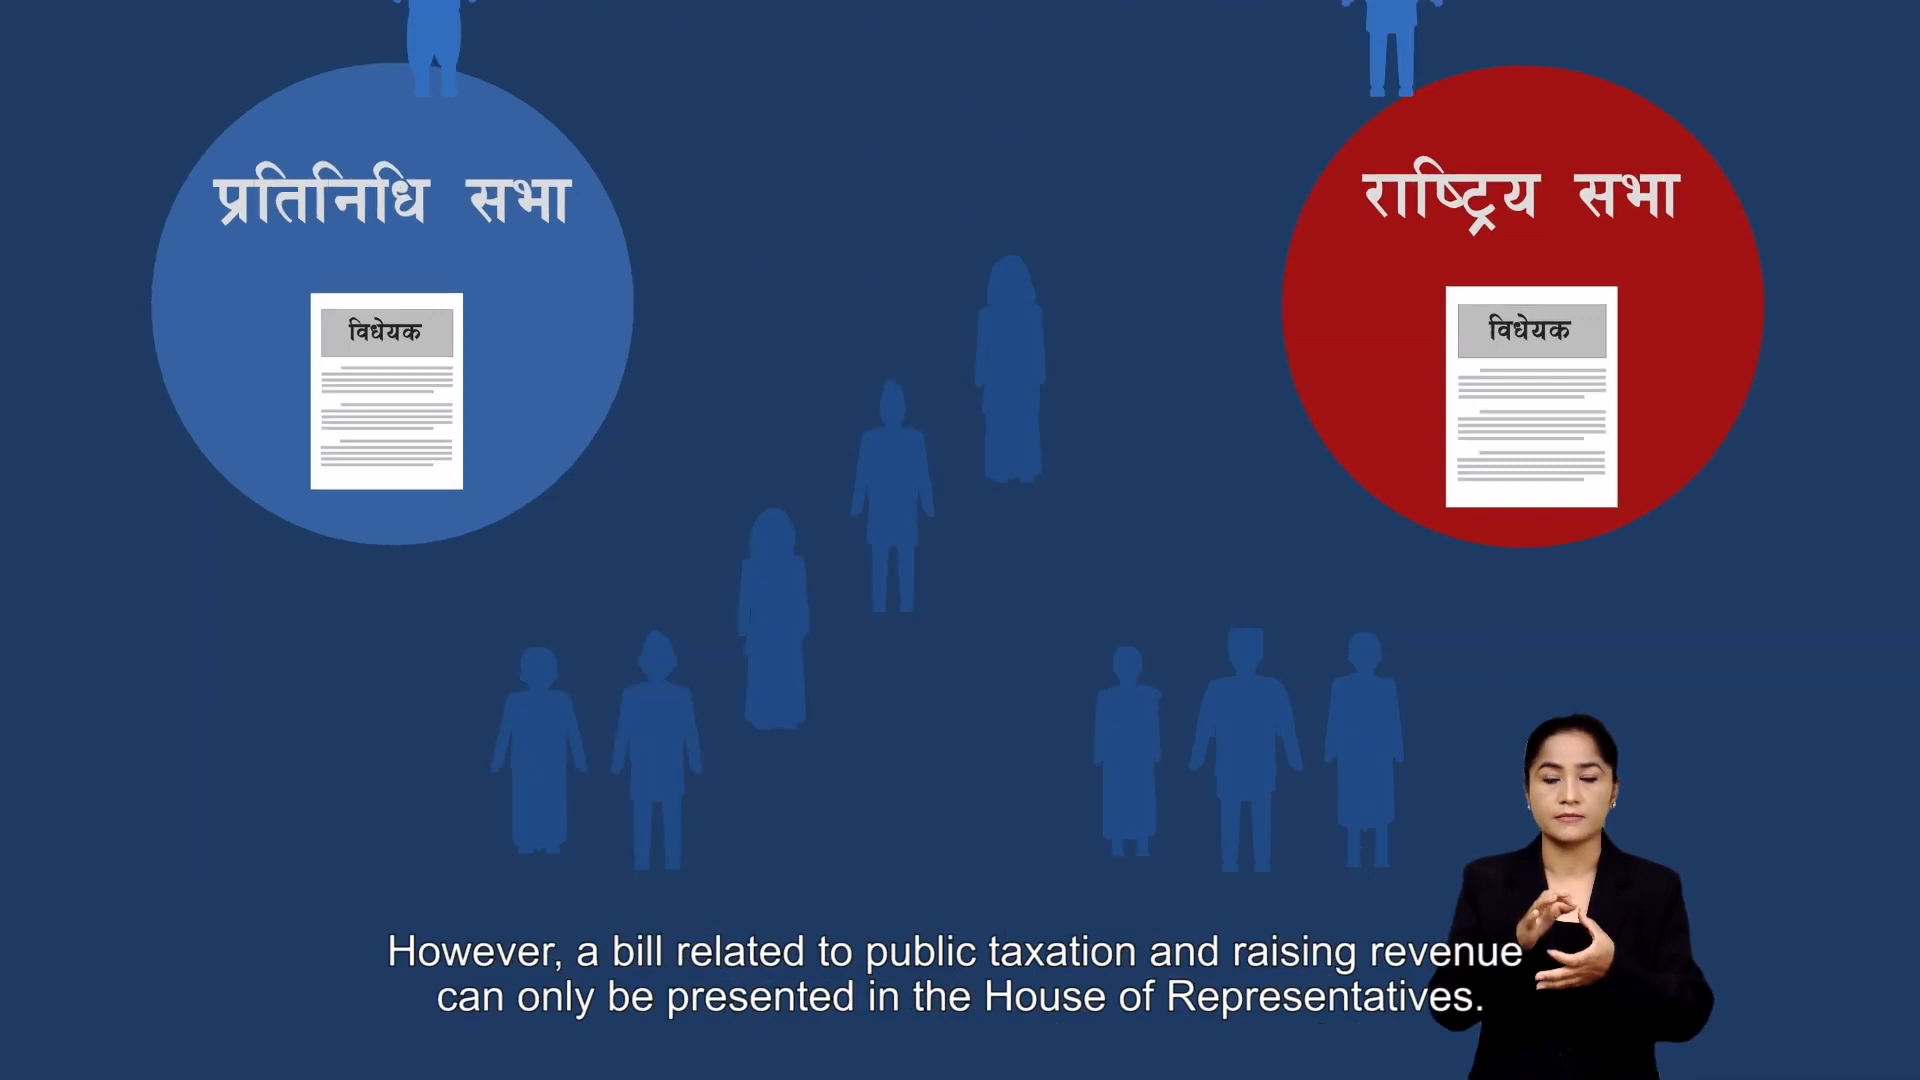 प्रतिनिधि सभा
विधेयक
राष्ट्रिय सभा
विधेयक
However, a bill related to public taxation and raising revenue
can only be presented in the House of Representatives.